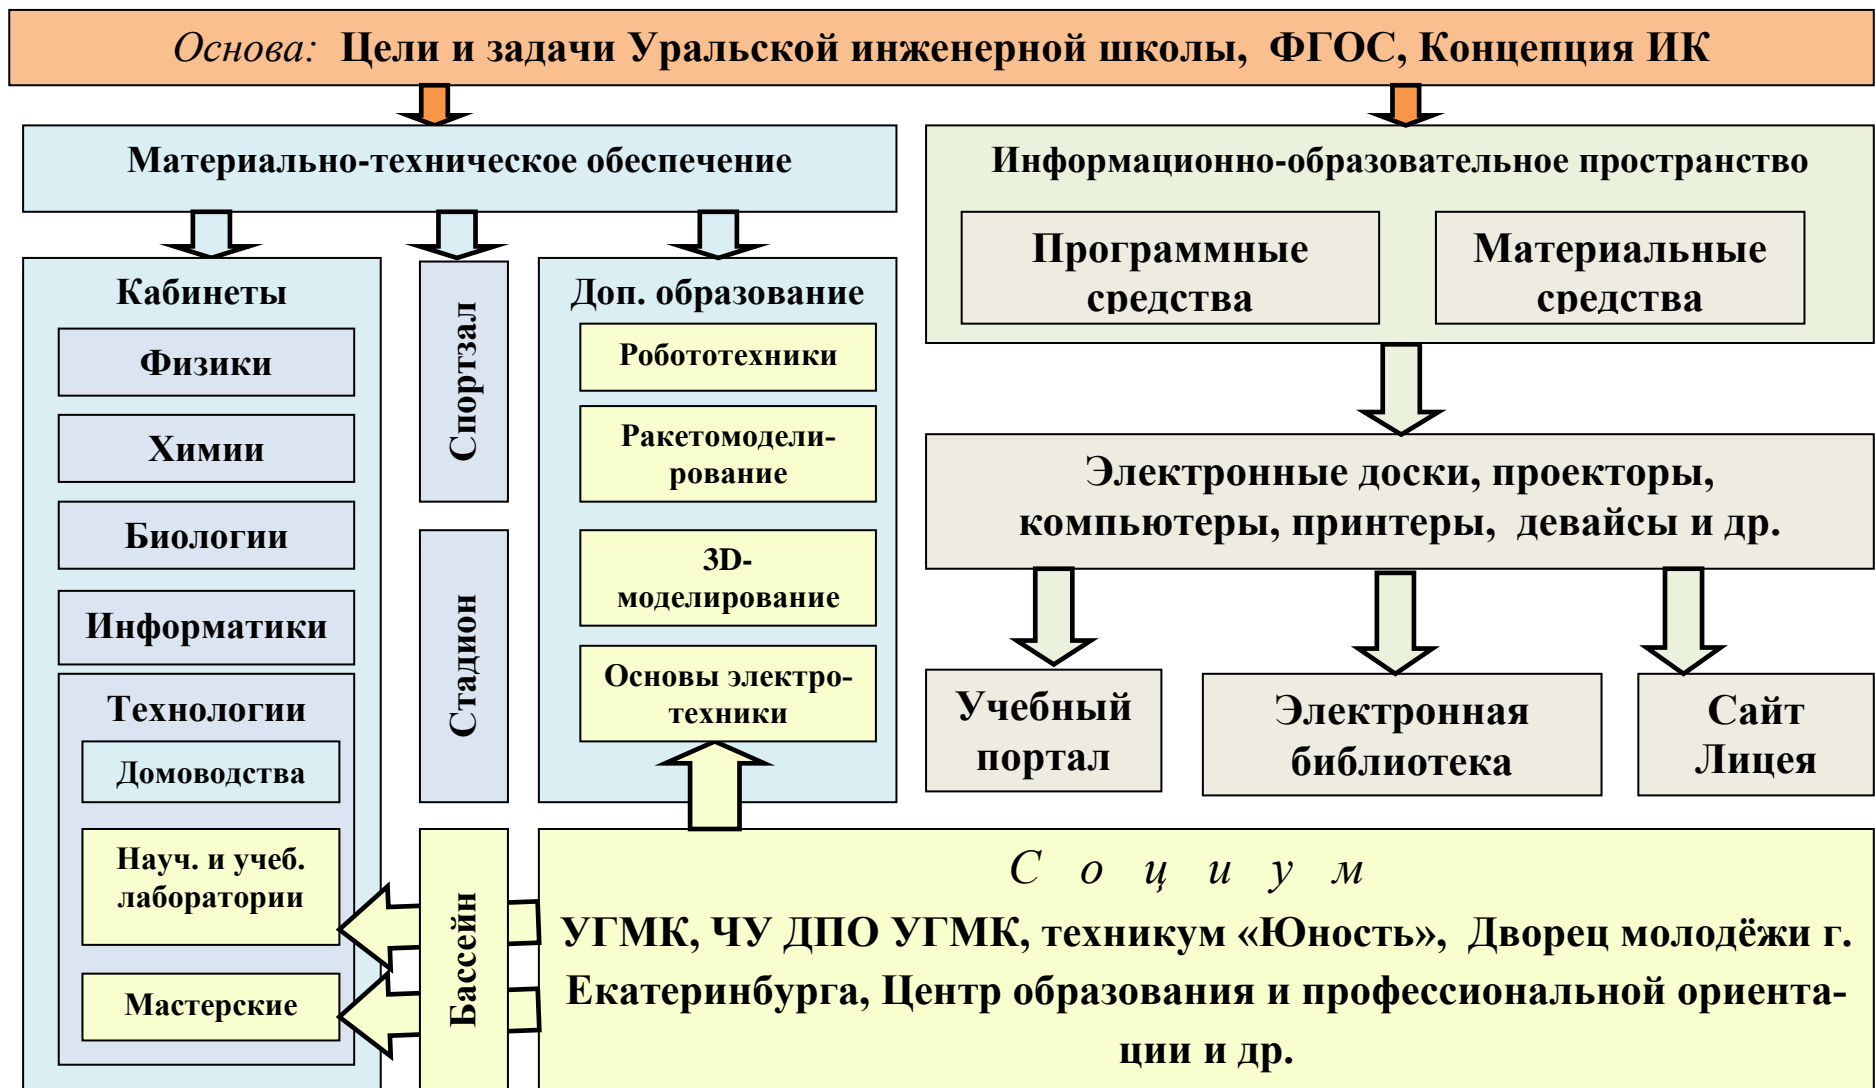 Основа: Цели и задачи Уральской инженерной школы, ФГОС, Концепция ИК
Материально-техническое обеспечение
Кабинеты
Физики
Химии
Биологии
Информатики
Технологии
Домоводства
Науч. и учеб.
лаборатории
Мастерские
Спортзал
Стадион
Бассейн
Доп. образование
Робототехники
Ракетомодели-
рование
3D-
моделирование
Основы электро-
техники
Информационно-образовательное пространство
Программные
средства
Материальные
средства
Электронные доски, проекторы,
компьютеры, принтеры, девайсы и др.
Учебный
портал
Электронная
библиотека
Сайт
Лицея
С о ц и у м
УГМК, ЧУ ДПО УГМК, техникум «Юность», Дворец молодёжи г.
Екатеринбурга, Центр образования и профессиональной ориента-
ции и др.